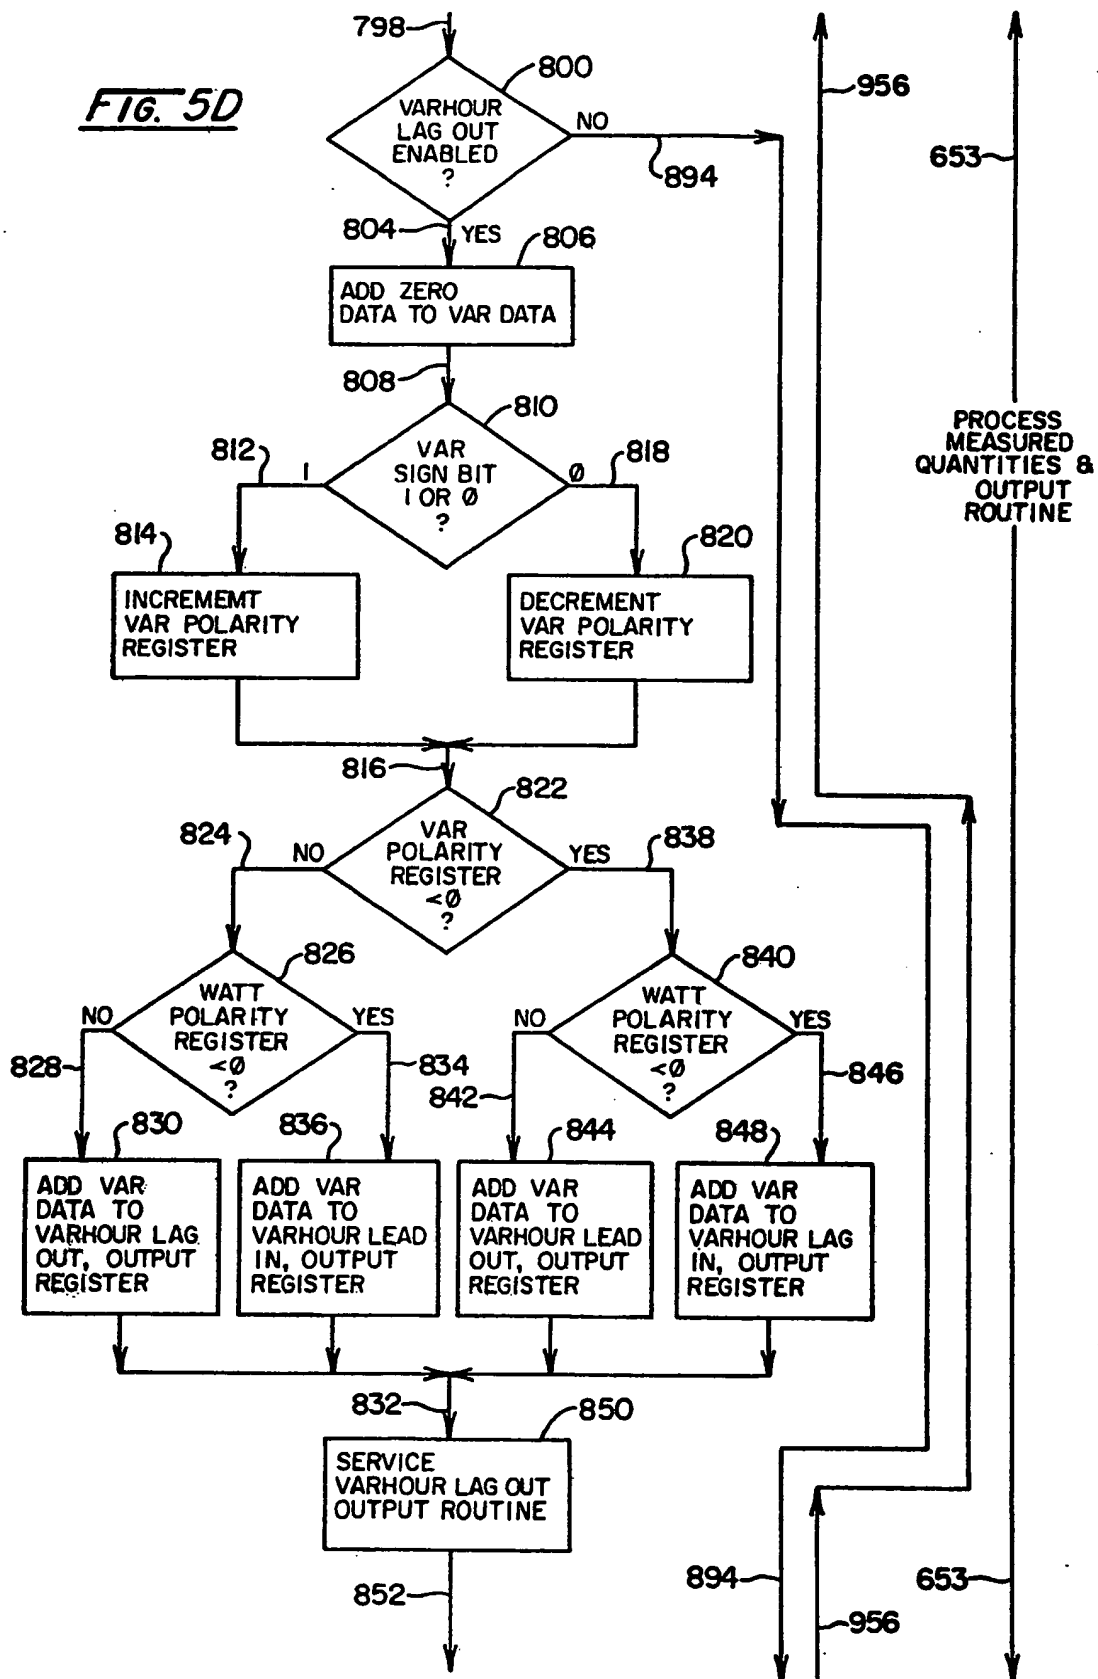 798
FIG. 5D
800
956
VARHOUR
LAG OUT
ENABLED
?
NO
894
653
804
YES
806
ADD ZERO
DATA TO VAR DATA
808
810
812
VAR
SIGN BIT
1 OR Ø
?
1
Ø
818
PROCESS
MEASURED
QUANTITIES &
OUTPUT
ROUTINE
814
820
INCREMEMT
VAR POLARITY
REGISTER
DECREMENT
VAR POLARITY
REGISTER
816
822
824
NO
VAR
POLARITY
REGISTER
<Ø
?
YES
838
826
840
NO
WATT
POLARITY
REGISTER
<Ø
?
YES
NO
WATT
POLARITY
REGISTER
<Ø
?
YES
828
834
842
846
830
836
844
848
ADD VAR
DATA TO
VARHOUR LAG
OUT, OUTPUT
REGISTER
ADD VAR
DATA TO
VARHOUR LEAD
IN, OUTPUT
REGISTER
ADD VAR
DATA TO
VARHOUR LEAD
OUT, OUTPUT
REGISTER
ADD VAR
DATA TO
VARHOUR LAG
IN, OUTPUT
REGISTER
832
850
SERVICE
VARHOUR LAG OUT
OUTPUT ROUTINE
852
894
653
956